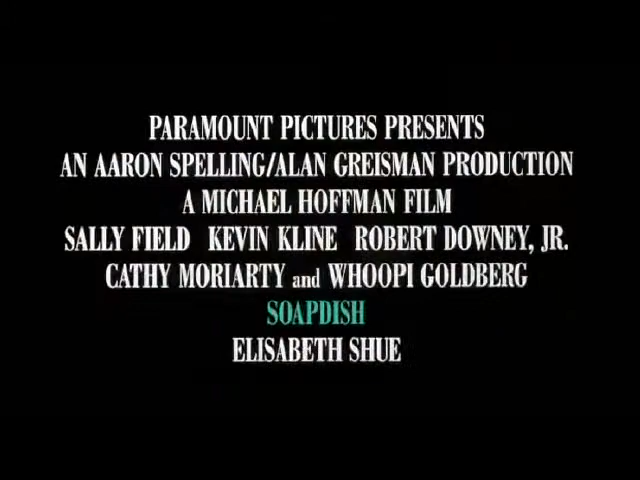 PARAMOUNT PICTURES PRESENTS
AN AARON SPELLING/ALAN GREISMAN PRODUCTION
A MICHAEL HOFFMAN FILM
SALLY FIELD KEVIN KLINE ROBERT DOWNEY, JR.
CATHY MORIARTY and WHOOPI GOLDBERG
SOAPDISH
ELISABETH SHUE